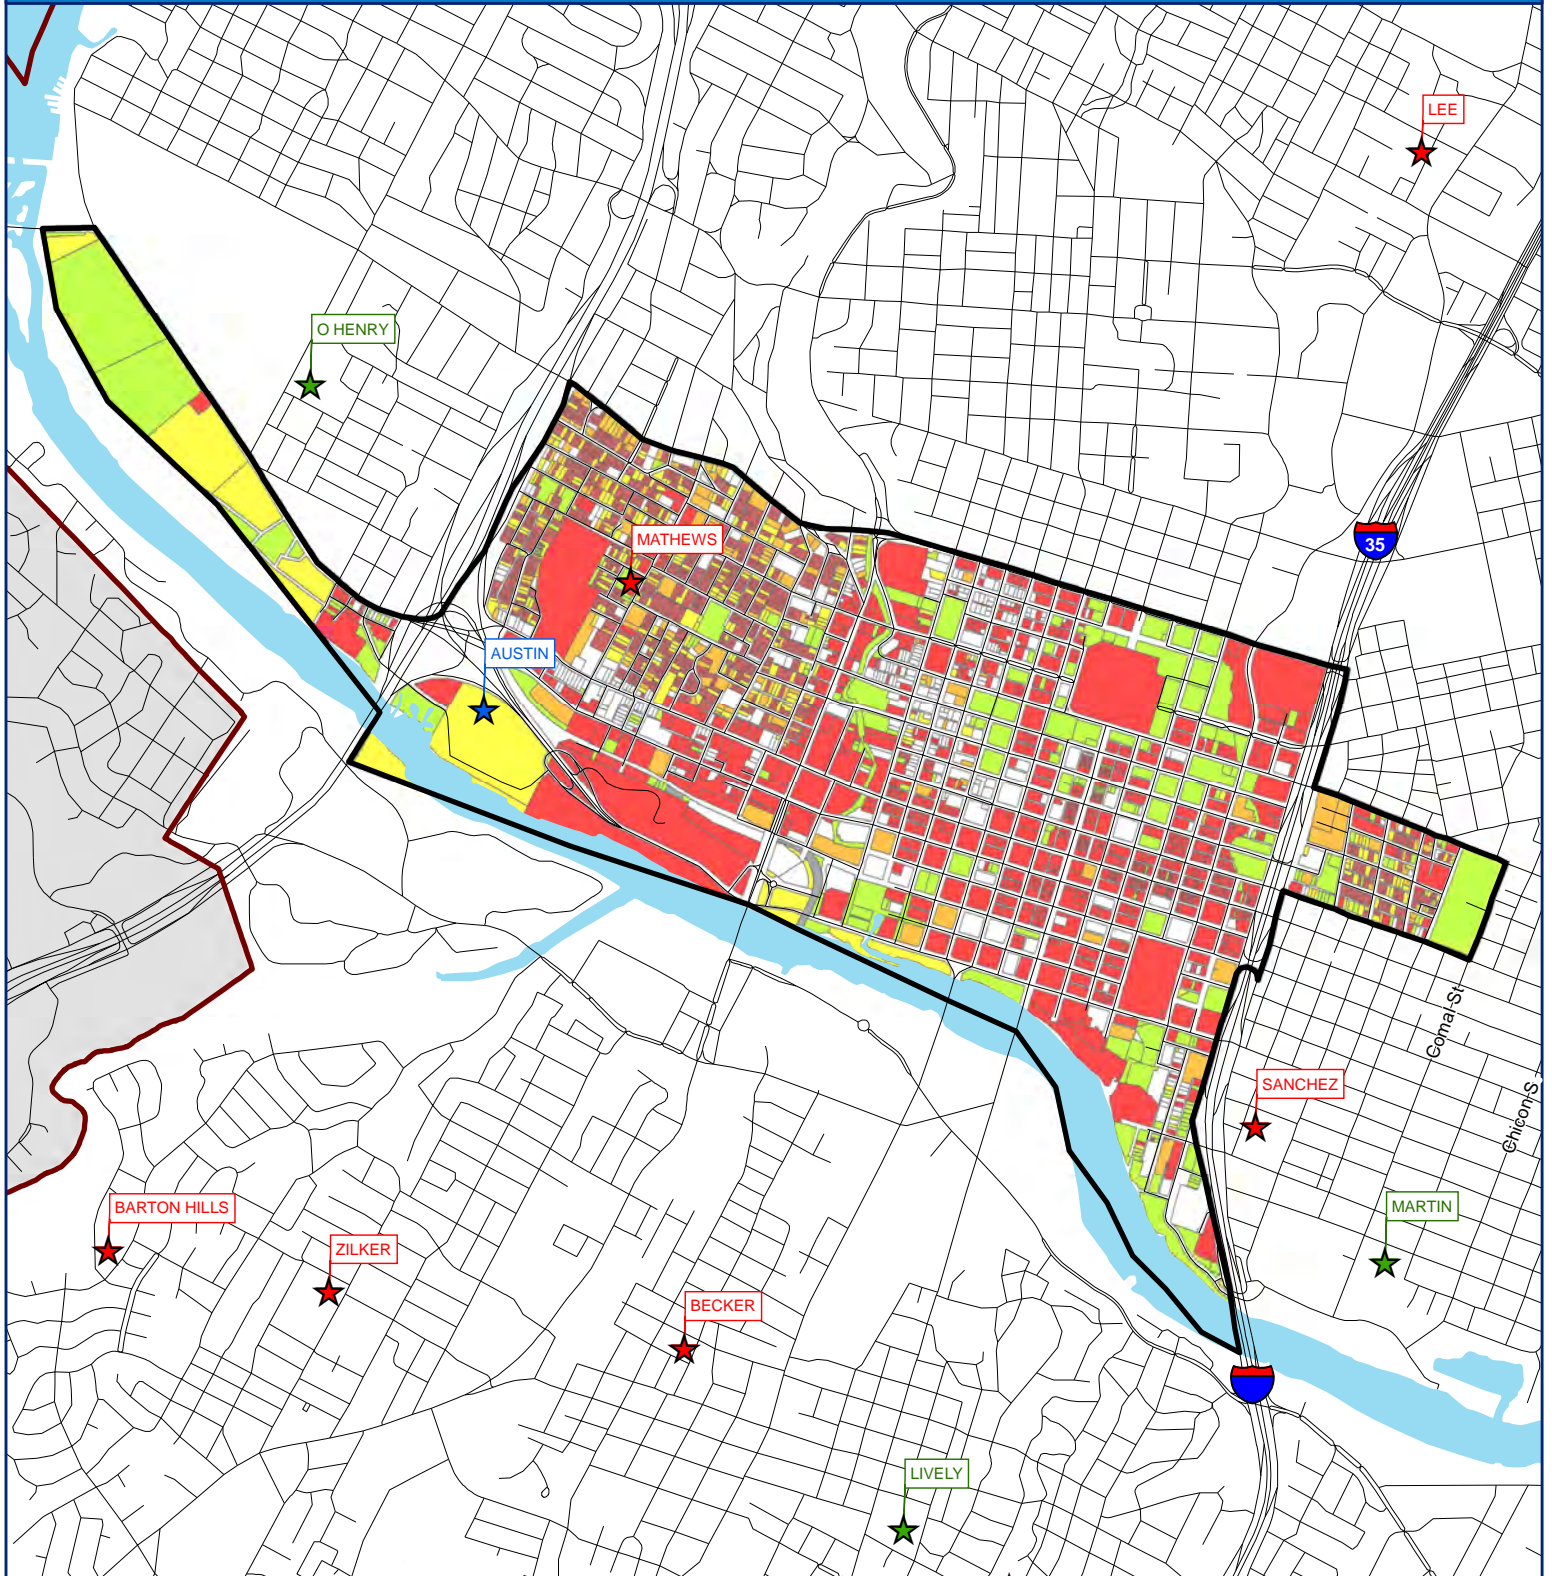 LEE
O HENRY
35
MATHEWS
AUSTIN
Comal St
SANCHEZ
Chicon S
BARTON HILLS
MARTIN
ZILKER
BECKER
LIVELY